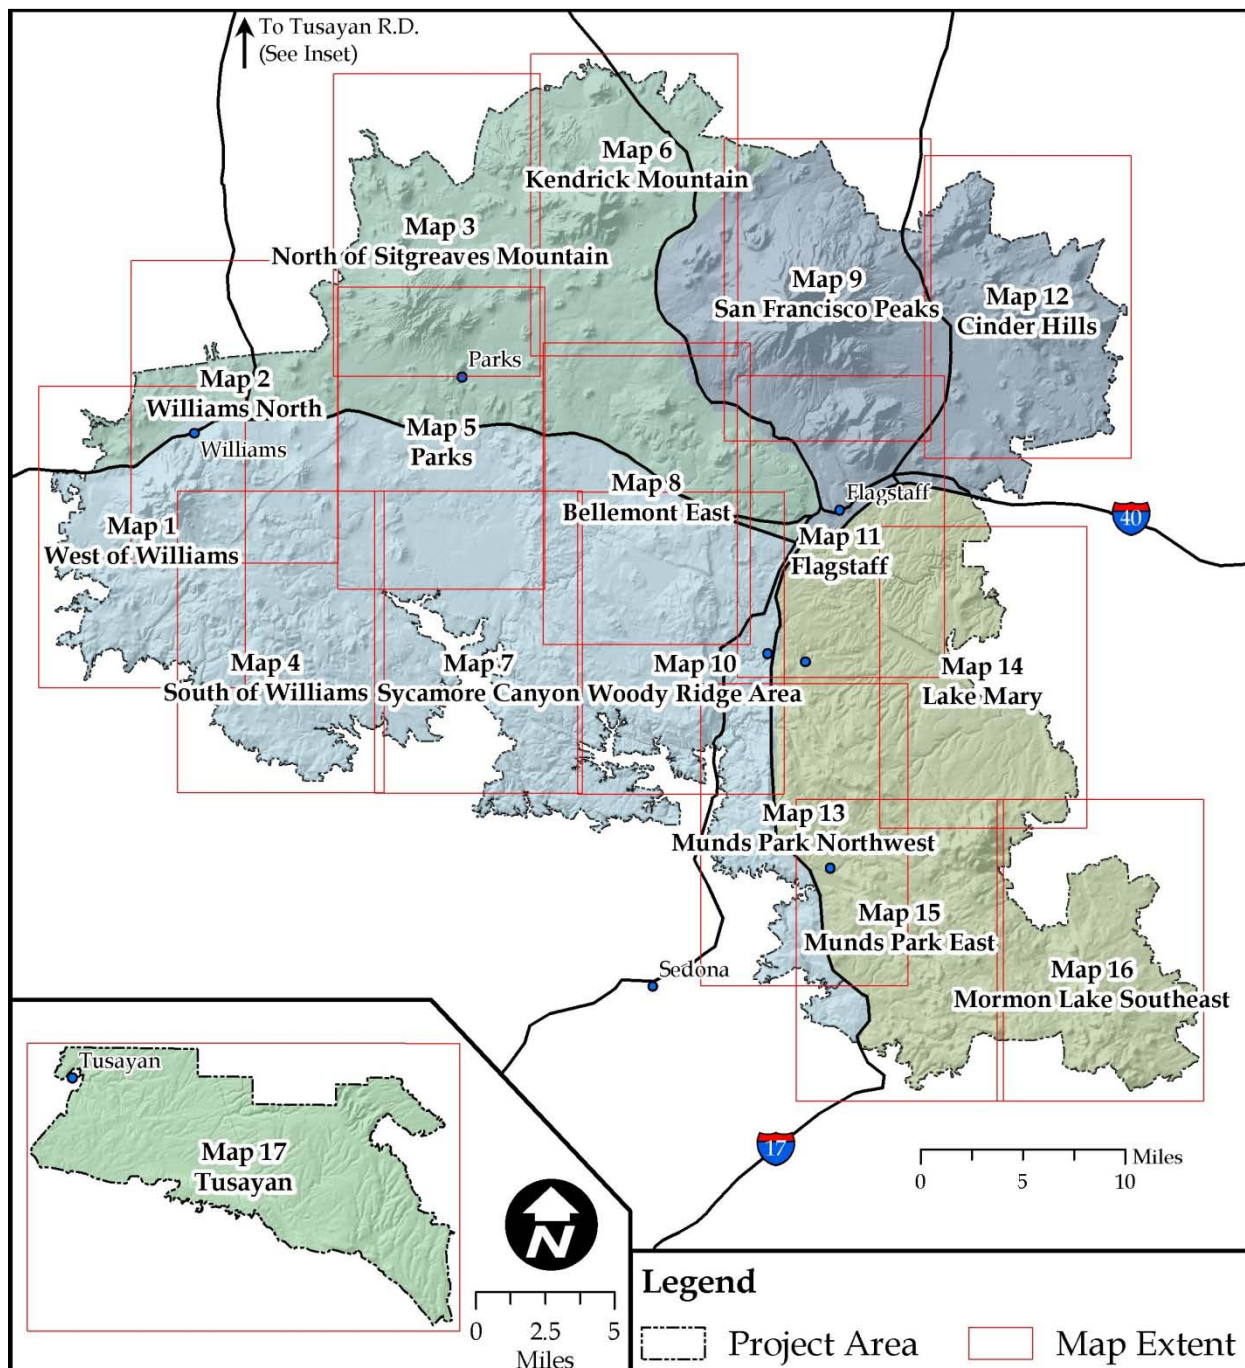 To Tusayan R.D.
(See Inset)
Map 6
Kendrick Mountain
Map 3
North of Sitgreaves Mountain
Map 9
San Francisco Peaks
Map 12
Cinder Hills
Parks
Map 2
Williams North
Williams
Map 5
Parks
Map 8
Bellemont East
Flagstaff
40
Map 1
West of Williams
Map 11
Flagstaff
Map 4
South of Williams
Map 7
Sycamore Canyon
Map 10
Woody Ridge Area
Map 14
Lake Mary
Map 13
Munds Park Northwest
Map 15
Munds Park East
Map 16
Mormon Lake Southeast
Sedona
17
Miles
0 5 10
Tusayan
Map 17
Tusayan
N
0 2.5 5
Miles
Legend
Project Area
Map Extent